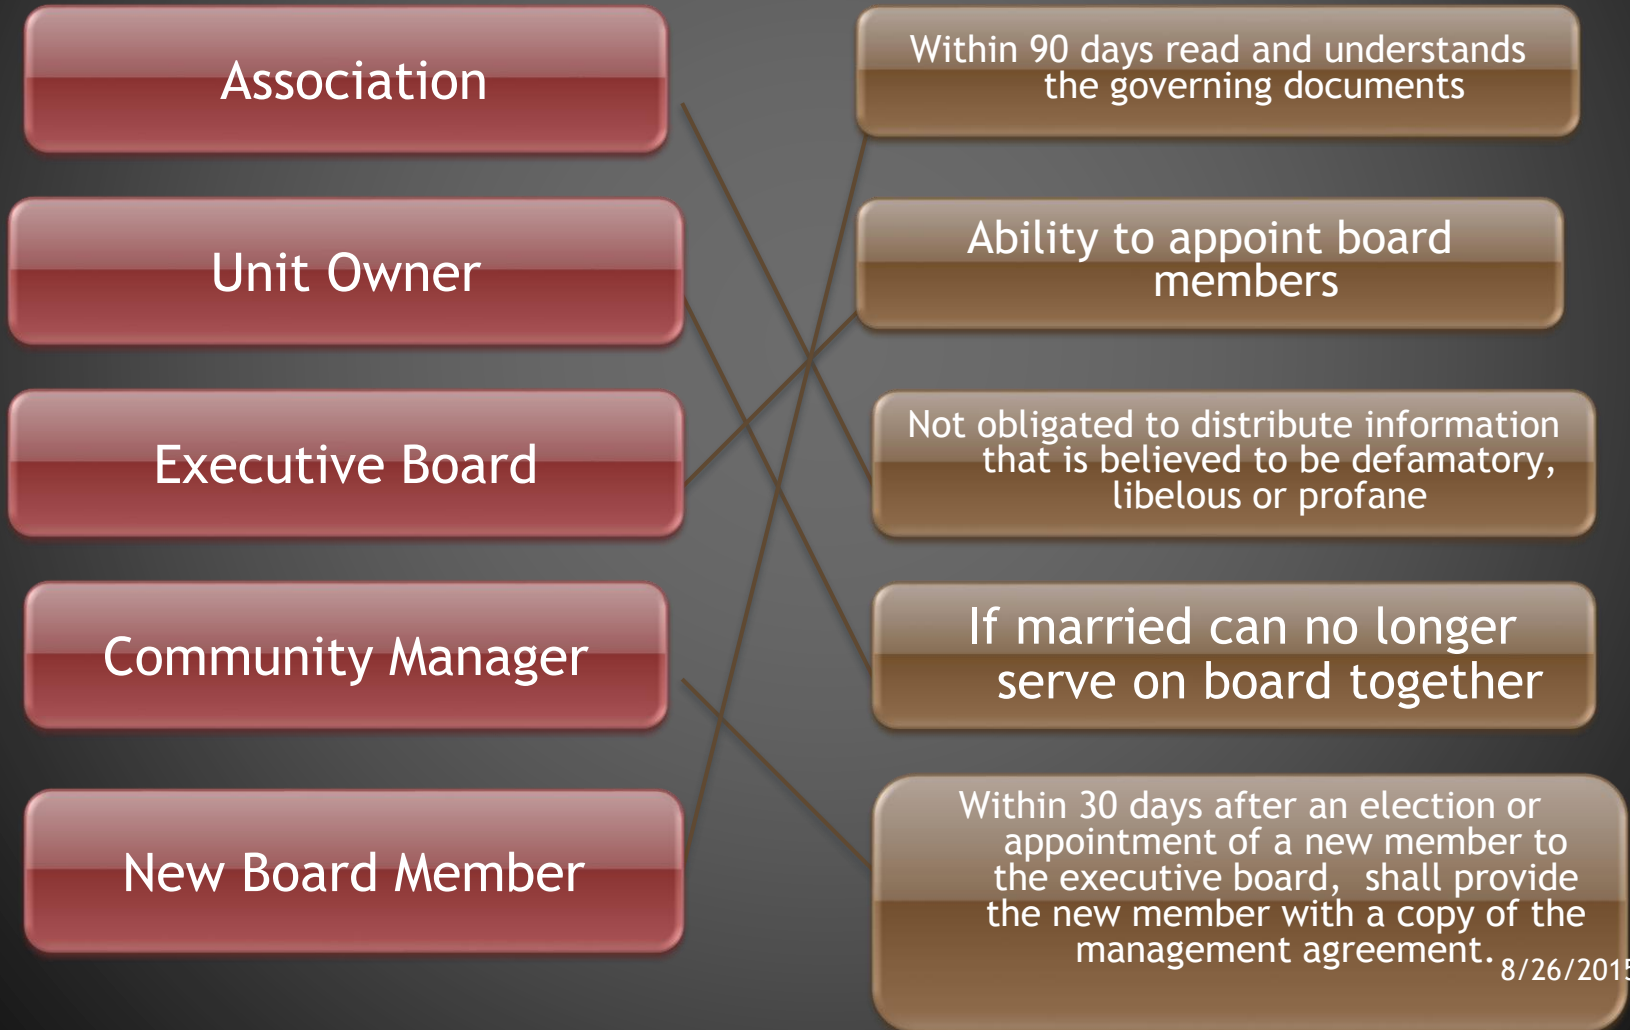 Association
Unit Owner
Executive Board
Community Manager
New Board Member
Within 90 days read and understands
the governing documents
Ability to appoint board
members
Not obligated to distribute information
that is believed to be defamatory,
libelous or profane
If married can no longer
serve on board together
Within 30 days after an election or
appointment of a new member to
the executive board, shall provide
the new member with a copy of the
management agreement.
8/26/2015